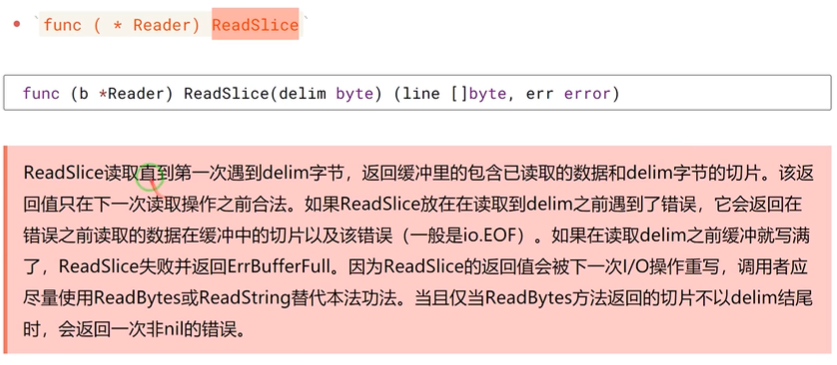 `func ( * Reader) ReadSlice`
func (b *Reader) ReadSlice(delim byte) (line []byte, err error)
ReadSlice读取直到第一次遇到delim字节，返回缓冲里的包含已读取的数据和delim字节的切片。该返
回值只在下一次读取操作之前合法。如果ReadSlice放在在读取到delim之前遇到了错误，它会返回在
错误之前读取的数据在缓冲中的切片以及该错误（一般是io.EOF）。如果在读取delim之前缓冲就写满
了，ReadSlice失败并返回ErrBufferFull。因为ReadSlice的返回值会被下一次I/O操作重写，调用者应
尽量使用ReadBytes或ReadString替代本法功法。当且仅当ReadBytes方法返回的切片不以delim结尾
时，会返回一次非nil的错误。